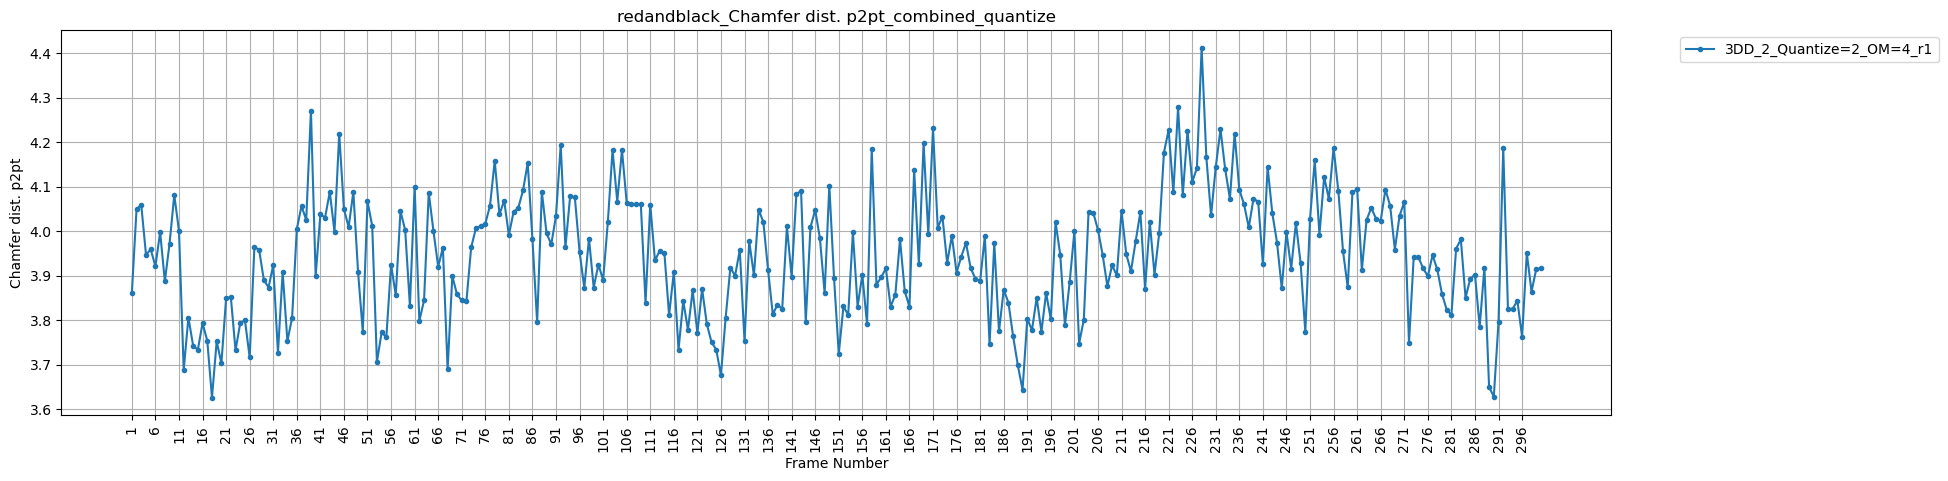 redandblack_Chamfer dist. p2pt_combined_quantize
3DD_2_Quantize=2_OM=4_r1
Chamfer dist. p2pt
4.4
4.3
4.2
4.1
4.0
3.9
3.8
3.7
3.6
1 6 11 16 21 26 31 36 41 46 51 56 61 66 71 76 81 86 91 96 101 106 111 116 121 126 131 136 141 146 151 156 161 166 171 176 181 186 191 196 201 206 211 216 221 226 231 236 241 246 251 256 261 266 271 276 281 286 291 296
Frame Number